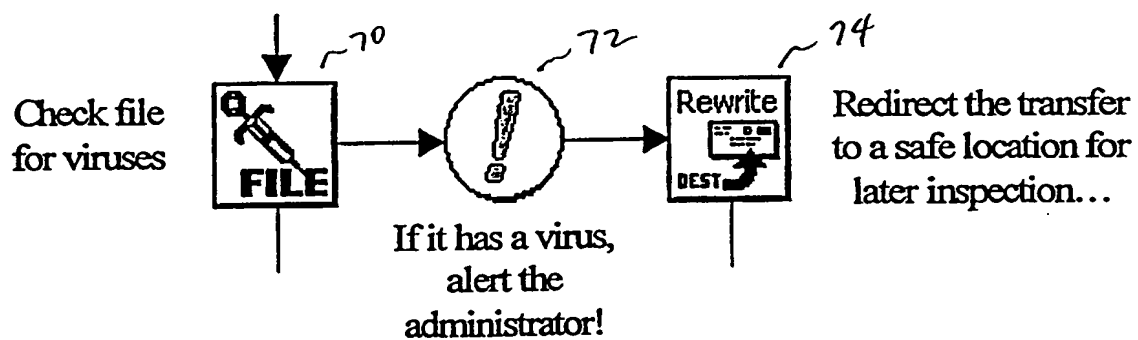 70
72
74
Check file
for viruses
Q
FILE
!
Rewrite
DEST
Redirect the transfer
to a safe location for
later inspection...
If it has a virus,
alert the
administrator!